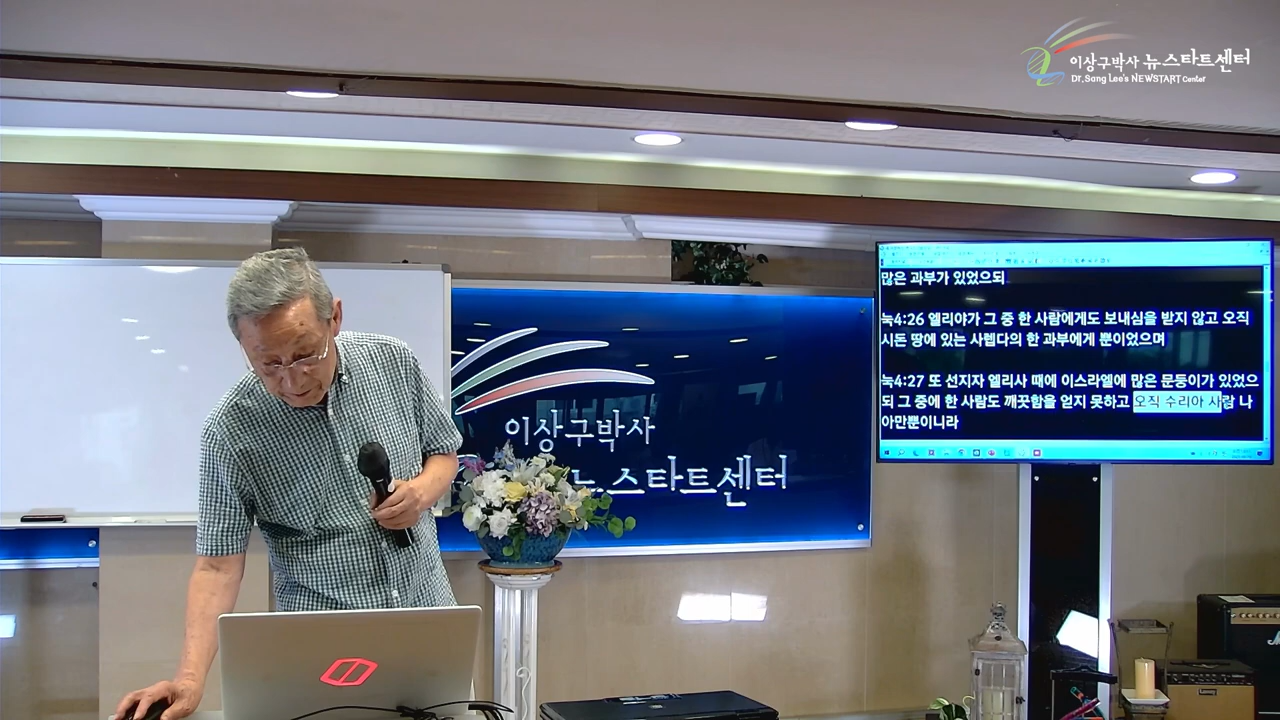 이상구박사 뉴스타트센터
Dr. Sang Lee's NEWSTART Center
많은 과부가 있었으되
눅4:26 엘리야가 그 중 한 사람에게도 보내심을 받지 않고 오직
시돈 땅에 있는 사렙다의 한 과부에게 뿐이었으며
눅4:27 또 선지자 엘리사 때에 이스라엘에 많은 문둥이가 있었으
되 그 중에 한 사람도 깨끗함을 얻지 못하고 오직 수리아 사람 나
아만뿐이니라
이상구박사
뉴스타트센터